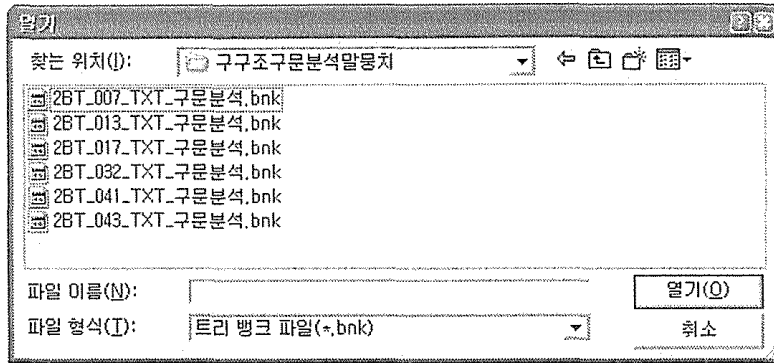 열기
찾는 위치(I): 구구조구문분석말뭉치
2BT_007_TXT_구문분석.bnk
2BT_013_TXT_구문분석.bnk
2BT_017_TXT_구문분석.bnk
2BT_032_TXT_구문분석.bnk
2BT_041_TXT_구문분석.bnk
2BT_043_TXT_구문분석.bnk
파일 이름(N): 열기(O)
파일 형식(T): 트리 뱅크 파일(*.bnk) 취소